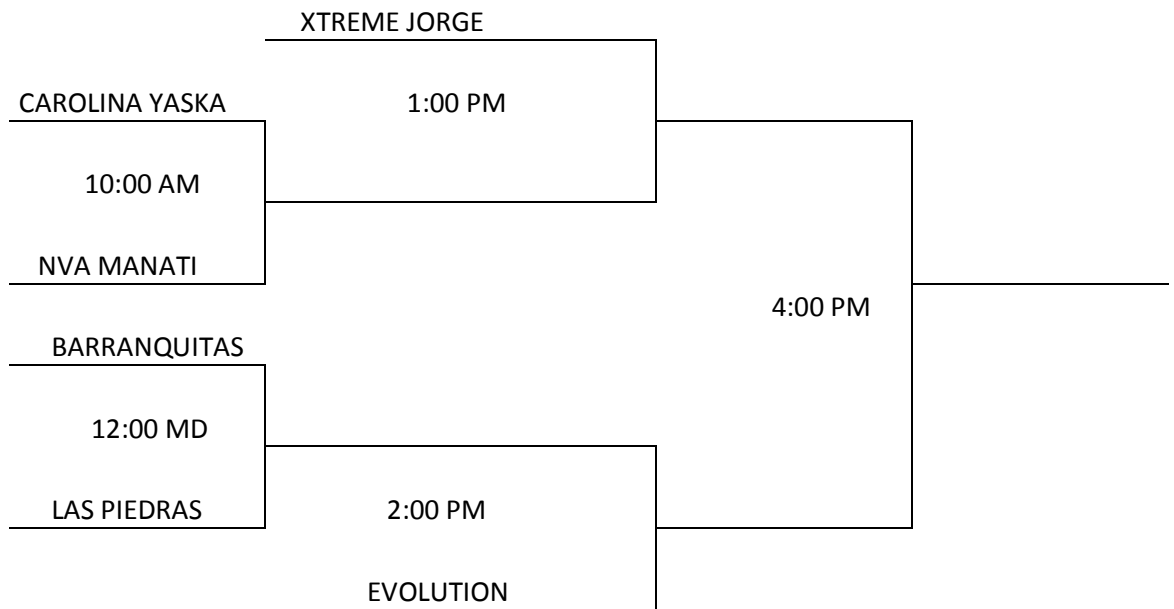 XTREME JORGE
CAROLINA YASKA
1:00 PM
10:00 AM
NVA MANATI
4:00 PM
BARRANQUITAS
12:00 MD
LAS PIEDRAS
2:00 PM
EVOLUTION